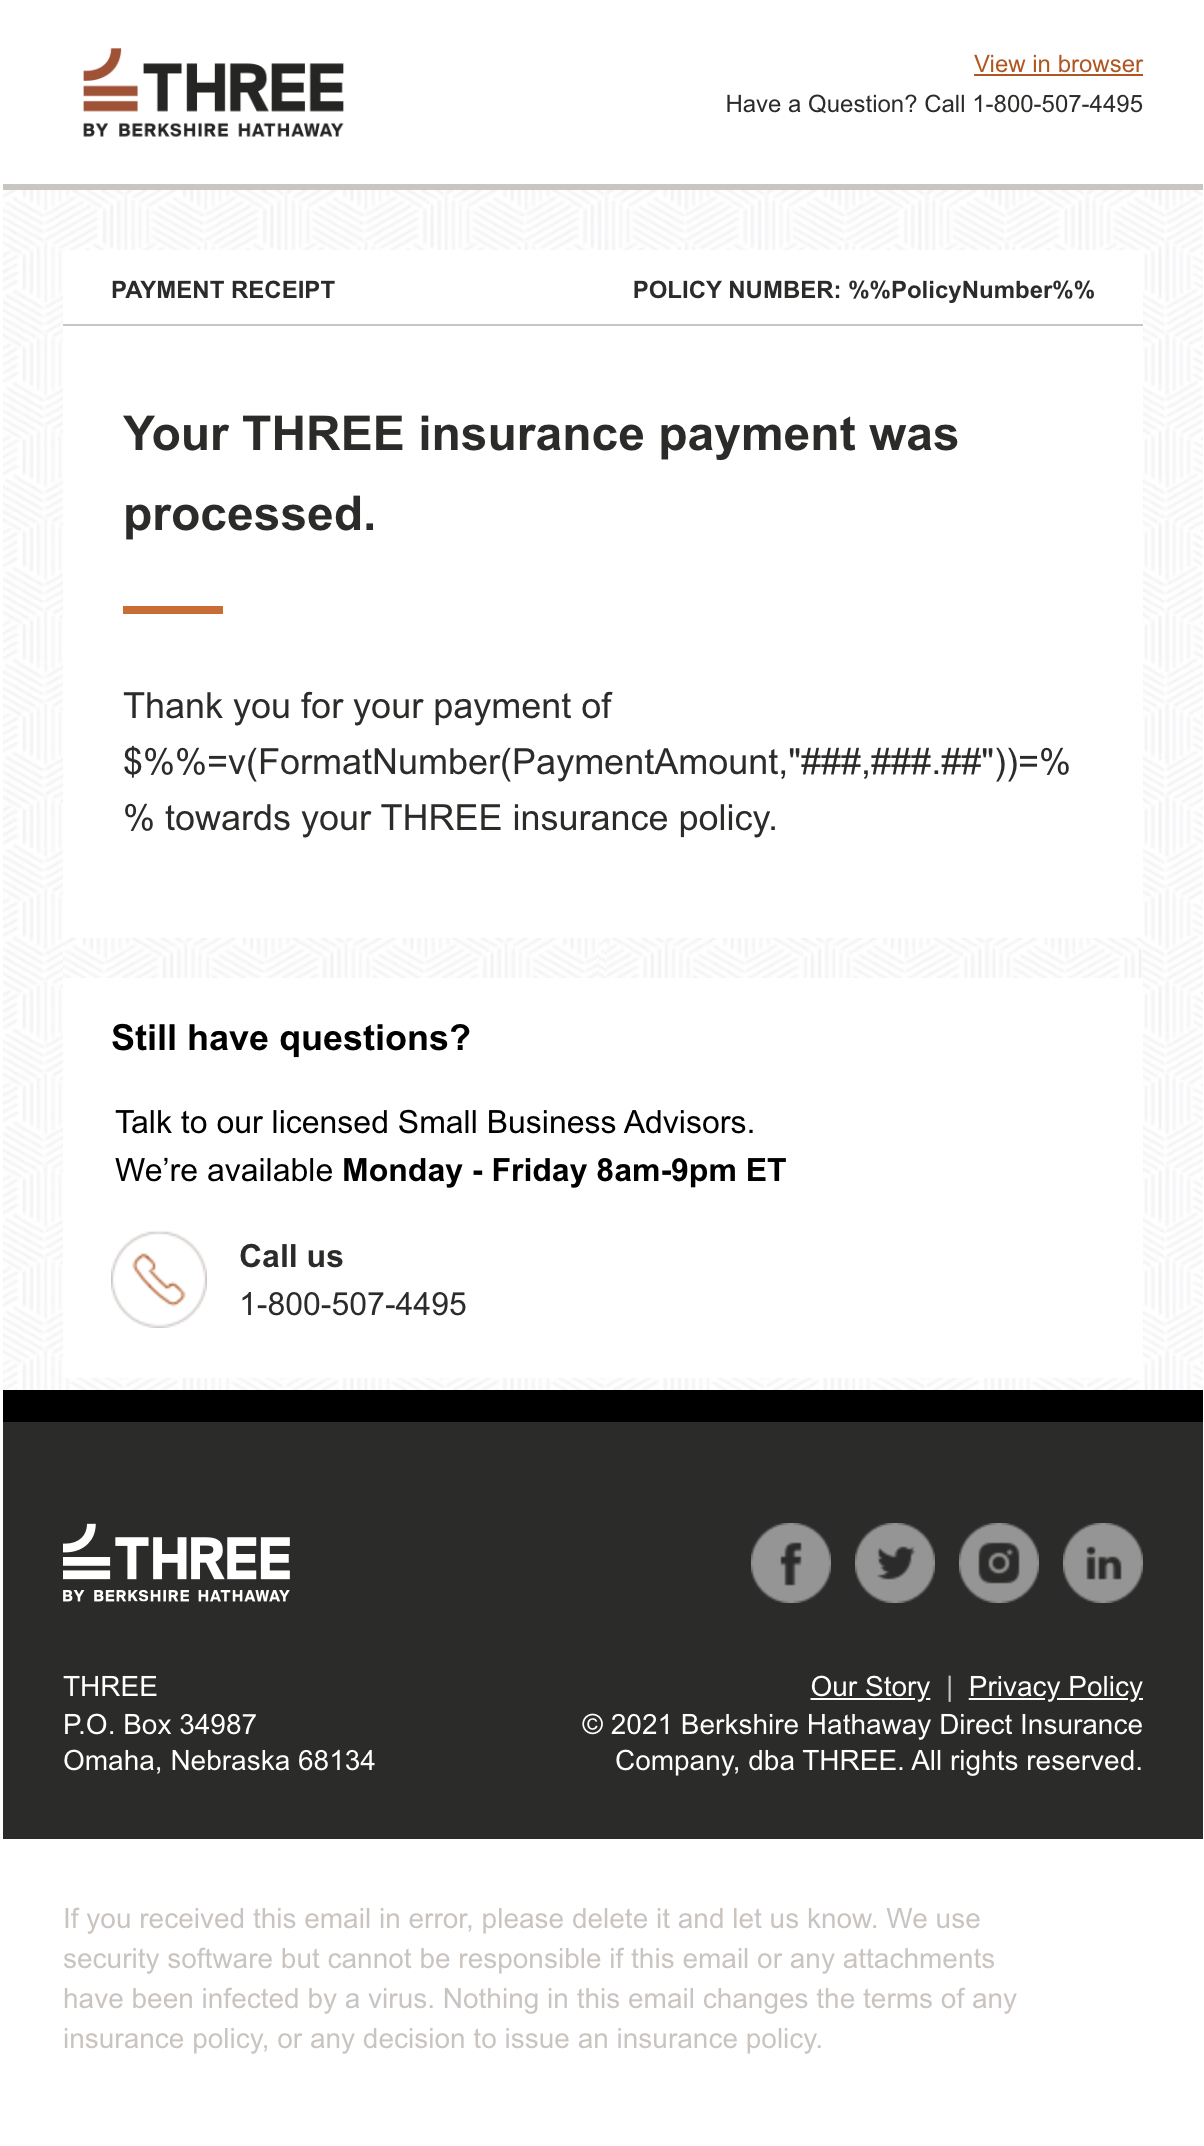 THREE
BY BERKSHIRE HATHAWAY
View in browser
Have a Question? Call 1-800-507-4495
PAYMENT RECEIPT
POLICY NUMBER: %%PolicyNumber%%
Your THREE insurance payment was
processed.
Thank you for your payment of
$%%=v(FormatNumber(PaymentAmount,"###,###.##"))=%
% towards your THREE insurance policy.
Still have questions?
Talk to our licensed Small Business Advisors.
We’re available Monday - Friday 8am-9pm ET
Call us
1-800-507-4495
THREE
BY BERKSHIRE HATHAWAY
THREE
P.O. Box 34987
Omaha, Nebraska 68134
Our Story | Privacy Policy
© 2021 Berkshire Hathaway Direct Insurance
Company, dba THREE. All rights reserved.
If you received this email in error, please delete it and let us know. We use
security software but cannot be responsible if this email or any attachments
have been infected by a virus. Nothing in this email changes the terms of any
insurance policy, or any decision to issue an insurance policy.